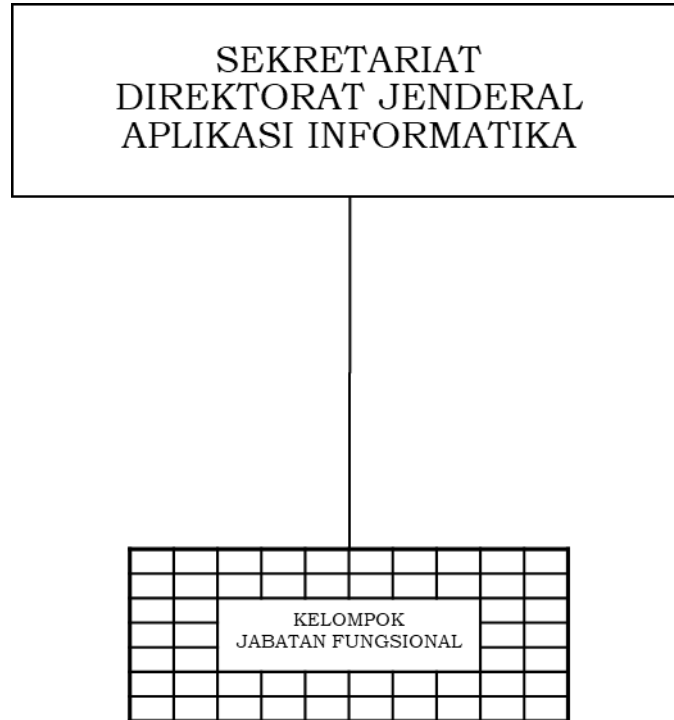 SEKRETARIAT
DIREKTORAT JENDERAL
APLIKASI INFORMATIKA
KELOMPOK
JABATAN FUNGSIONAL